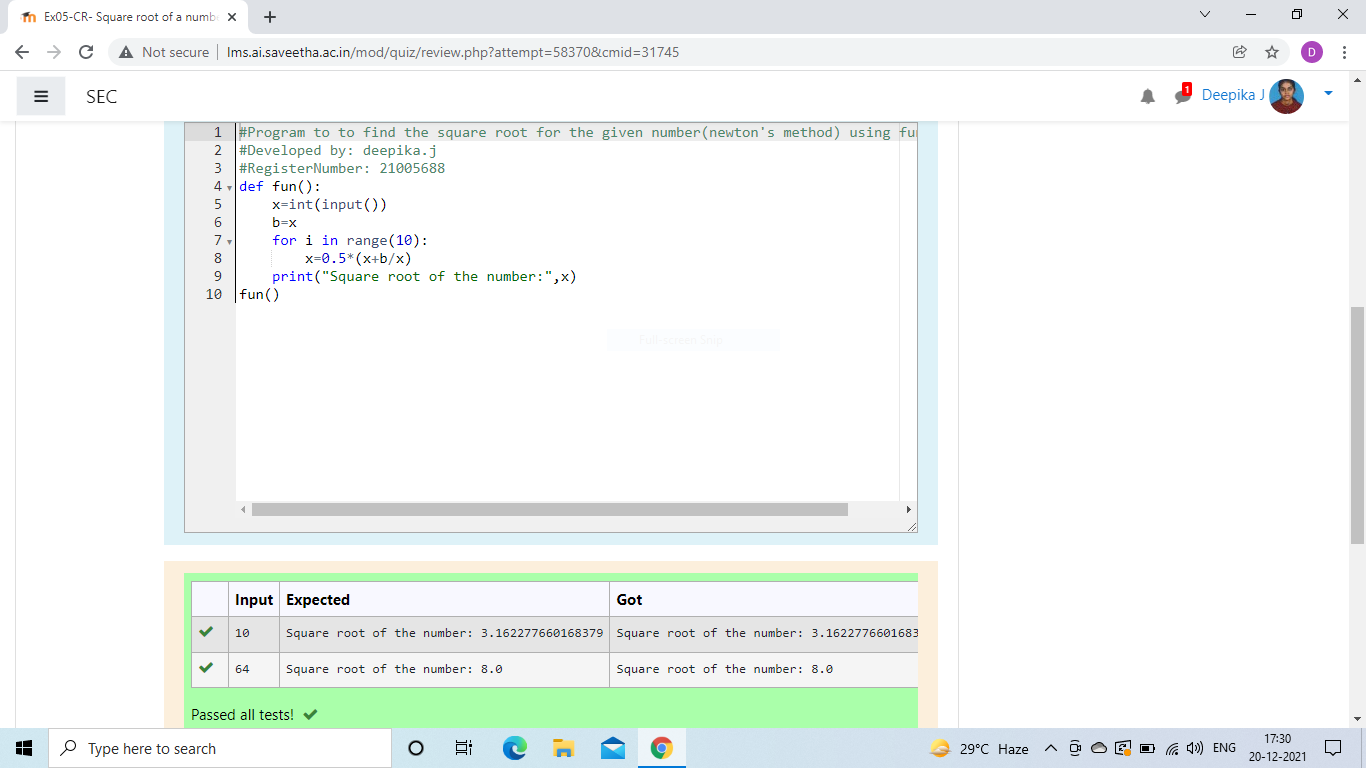 Ex05-CR- Square root of a numb
Not secure
lms.ai.saveetha.ac.in/mod/quiz/review.php?attempt=58370&cmid=31745
D
SEC
1
Deepika J
1 #Program to to find the square root for the given number(newton's method) using fu
2 #Developed by: deepika.j
3 #RegisterNumber: 21005688
4 def fun():
5 x=int(input())
6 b=x
7 for i in range(10):
8 x=0.5*(x+b/x)
9 print("Square root of the number:",x)
10 fun()
Full-screen Snip
Input Expected Got
10 Square root of the number: 3.162277660168379 Square root of the number: 3.1622776601683
64 Square root of the number: 8.0 Square root of the number: 8.0
Passed all tests!
Type here to search
29°C Haze
ENG
17:30
20-12-2021